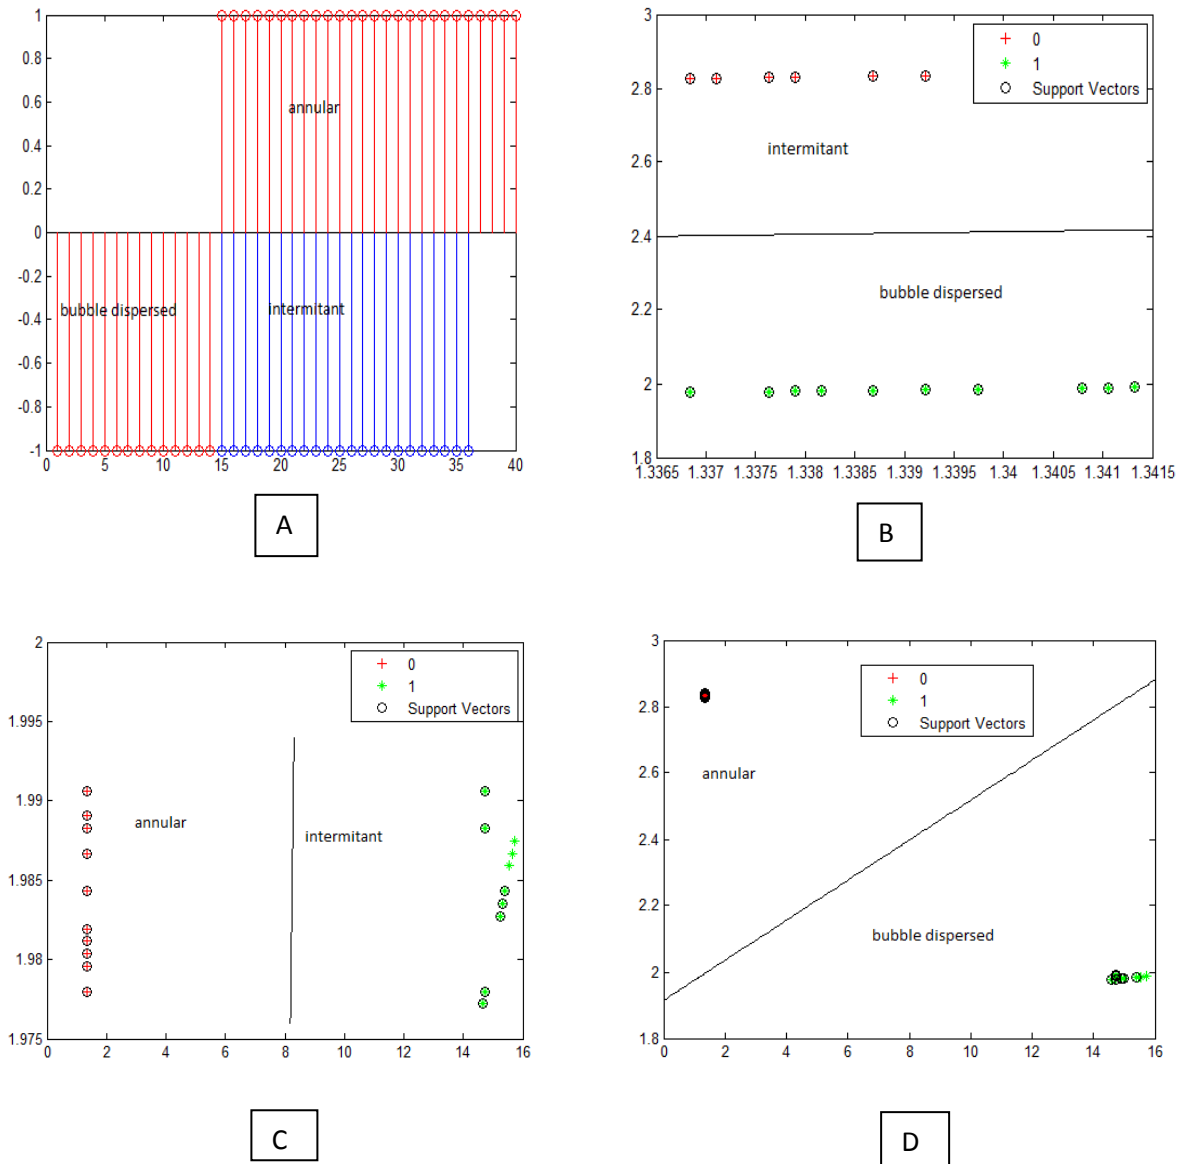 1
0.8
0.6
annular
0.4
0.2
0
-0.2
bubble dispersed
intermitant
-0.4
-0.6
-0.8
-1
0 5 10 15 20 25 30 35 40
A
3
0
1
Support Vectors
2.8
intermitant
2.6
2.4
bubble dispersed
2.2
2
1.8
1.3365 1.337 1.3375 1.338 1.3385 1.339 1.3395 1.34 1.3405 1.341 1.3415
B
2
0
1
Support Vectors
1.995
1.99
annular
intermitant
1.985
1.98
1.975
0 2 4 6 8 10 12 14 16
C
3
0
1
Support Vectors
2.8
annular
2.6
2.4
2.2
bubble dispersed
2
1.8
0 2 4 6 8 10 12 14 16
D